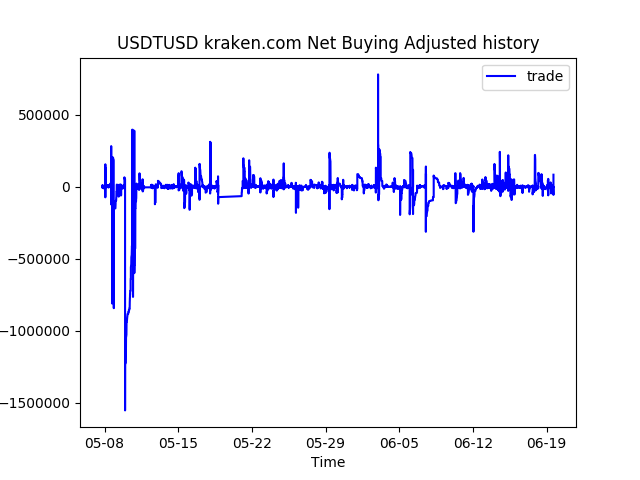 USDTUSD kraken.com Net Buying Adjusted history
trade
500000
0
−500000
−1000000
−1500000
05-08 05-15 05-22 05-29 06-05 06-12 06-19
Time